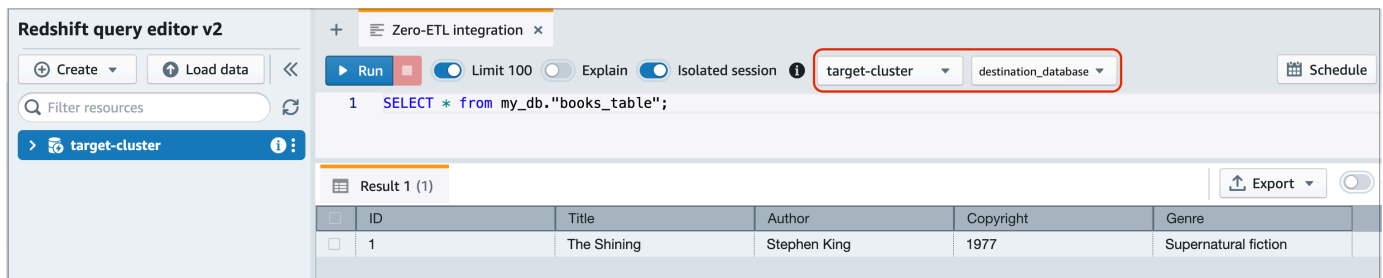 Redshift query editor v2
Create
Load data
Filter resources
target-cluster
Zero-ETL integration
Run
Limit 100
Explain
Isolated session
target-cluster
destination_database
Schedule
1 SELECT * from my_db."books_table";
Result 1 (1)
Export
ID Title Author Copyright Genre
1 The Shining Stephen King 1977 Supernatural fiction